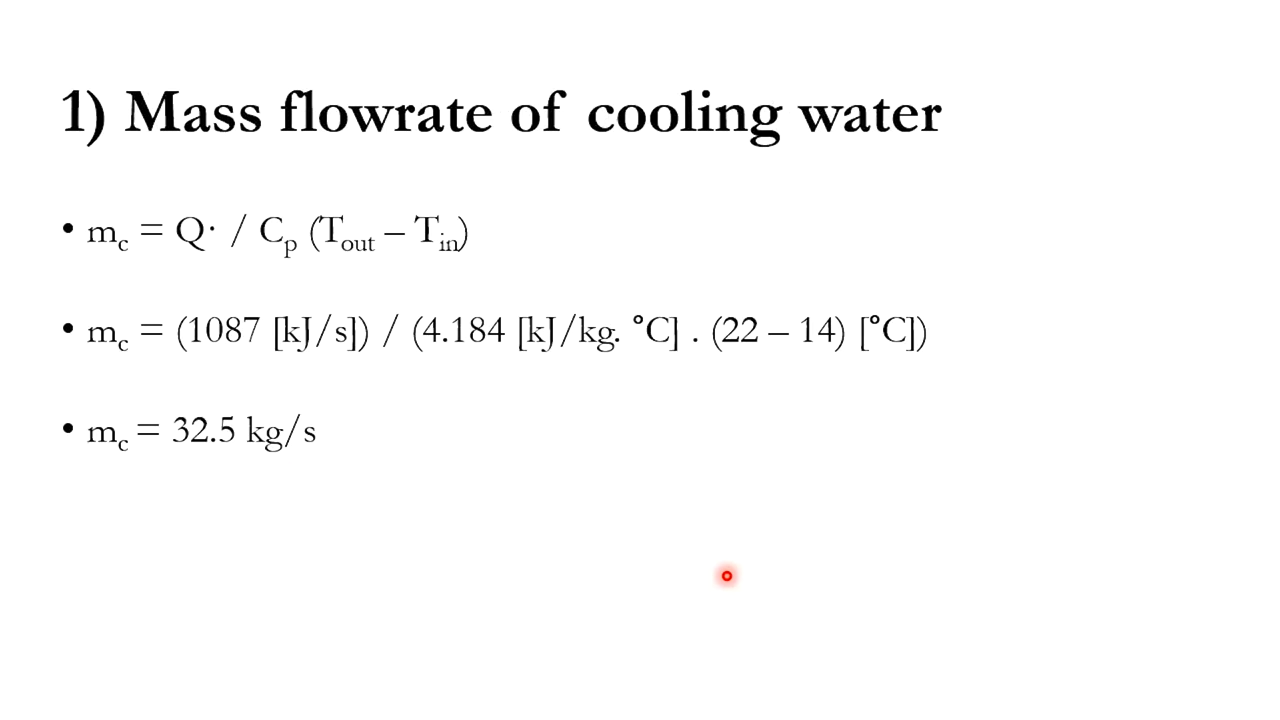 1) Mass flowrate of cooling water
• mc = Q· / Cp (Tout – Tin)
• mc = (1087 [kJ/s]) / (4.184 [kJ/kg. °C] . (22 – 14) [°C])
• mc = 32.5 kg/s